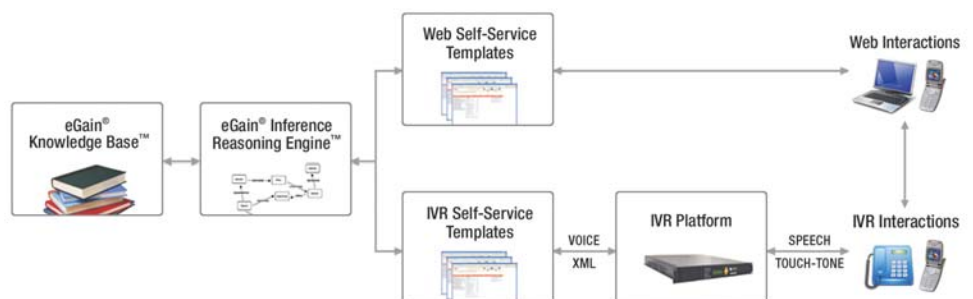 Web Self-Service
Templates
Web Interactions
eGain® Knowledge Base™
eGain® Inference
Reasoning Engine™
IVR Self-Service
Templates
VOICE
XML
IVR Platform
SPEECH
TOUCH-TONE
IVR Interactions